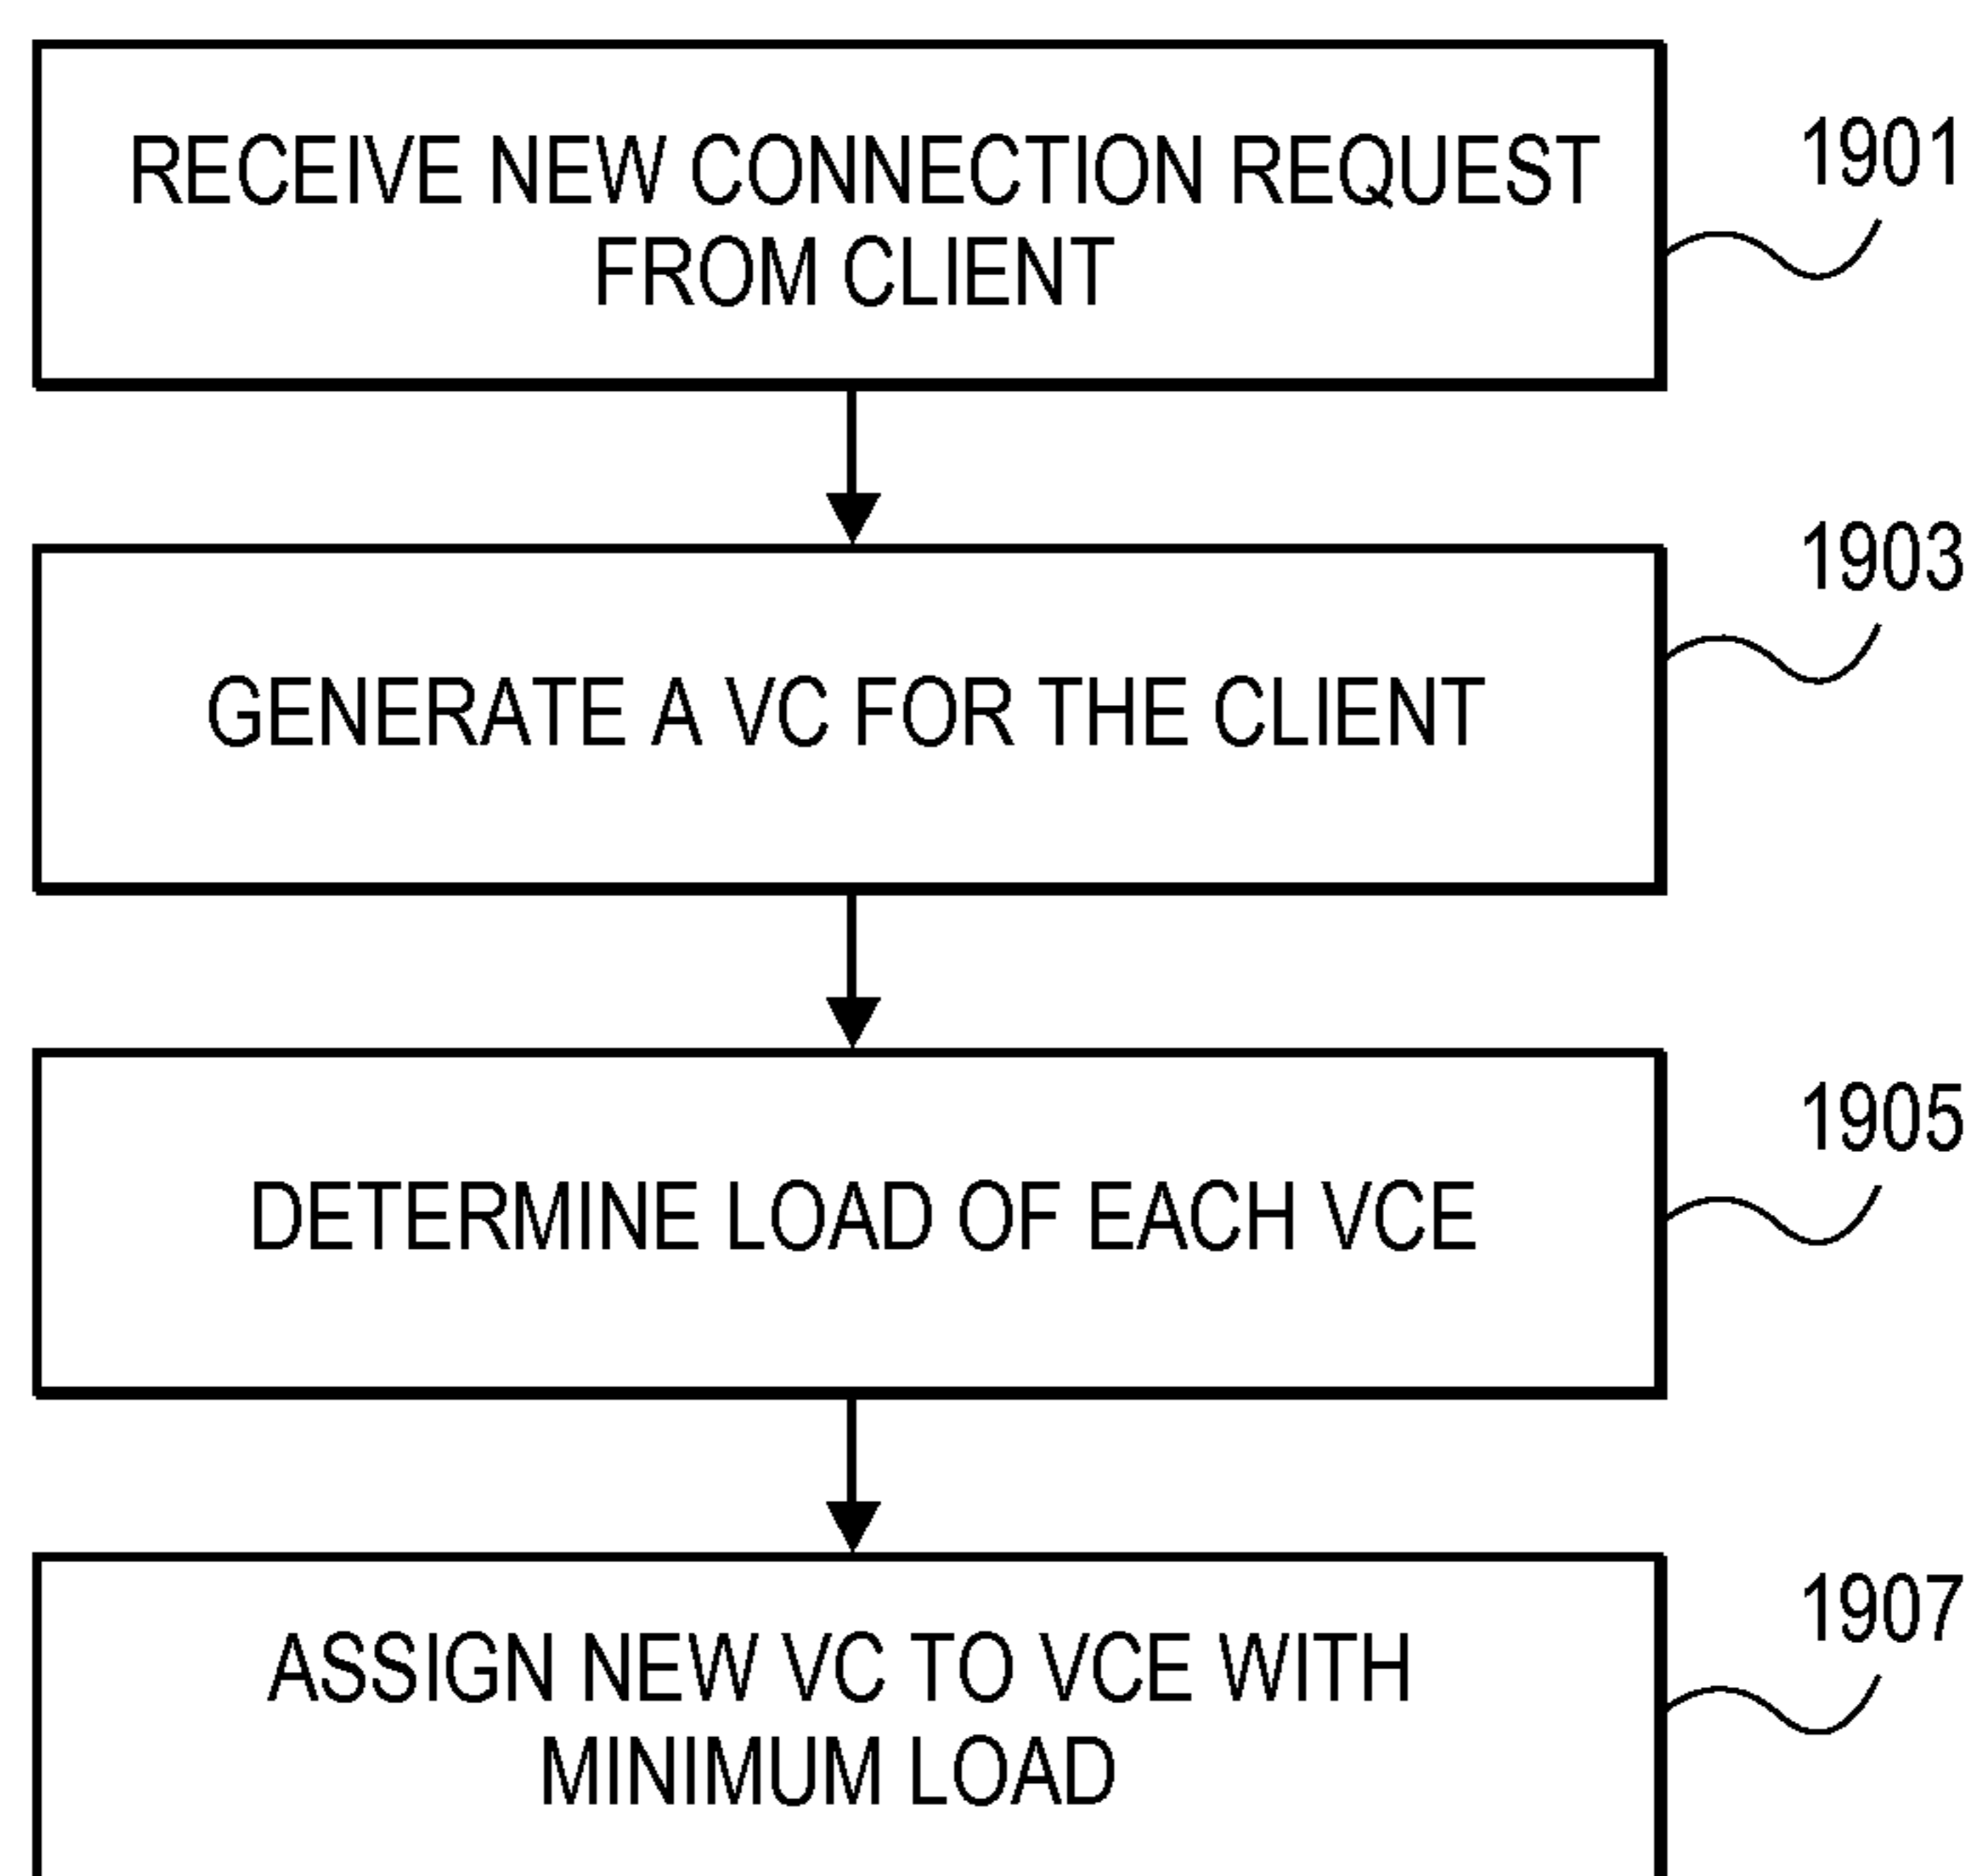 RECEIVE NEW CONNECTION REQUEST
FROM CLIENT
1901
GENERATE A VC FOR THE CLIENT
1903
DETERMINE LOAD OF EACH VCE
1905
ASSIGN NEW VC TO VCE WITH
MINIMUM LOAD
1907